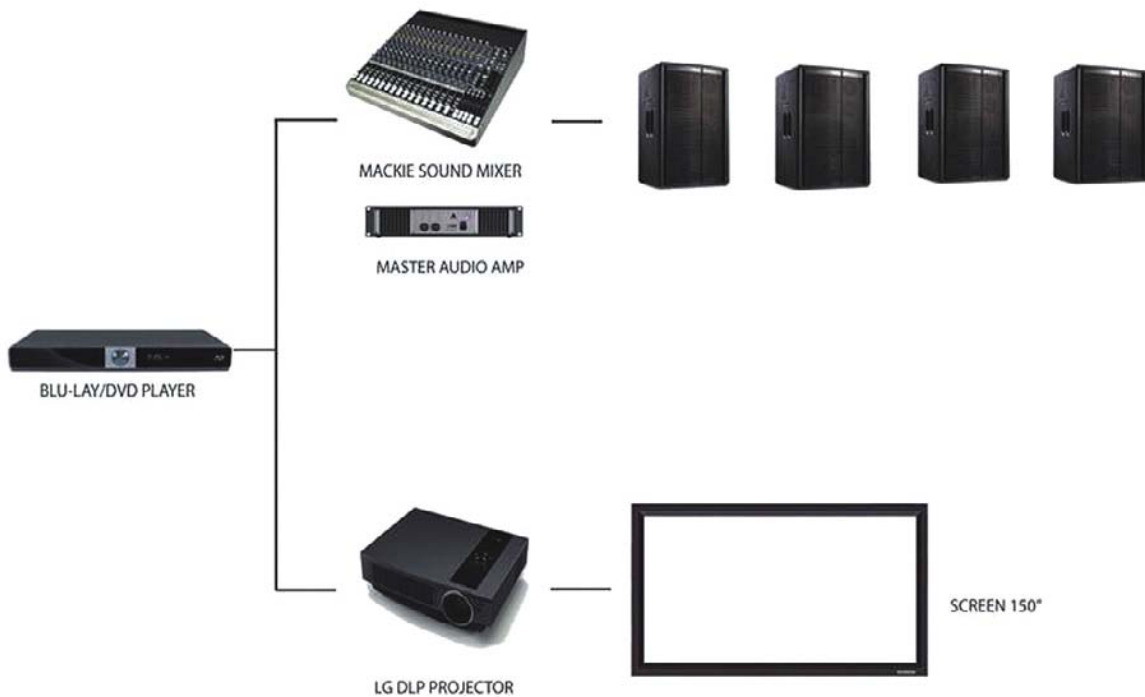 MACKIE SOUND MIXER
MASTER AUDIO AMP
BLU-LAY/DVD PLAYER
SCREEN 150"
LG DLP PROJECTOR